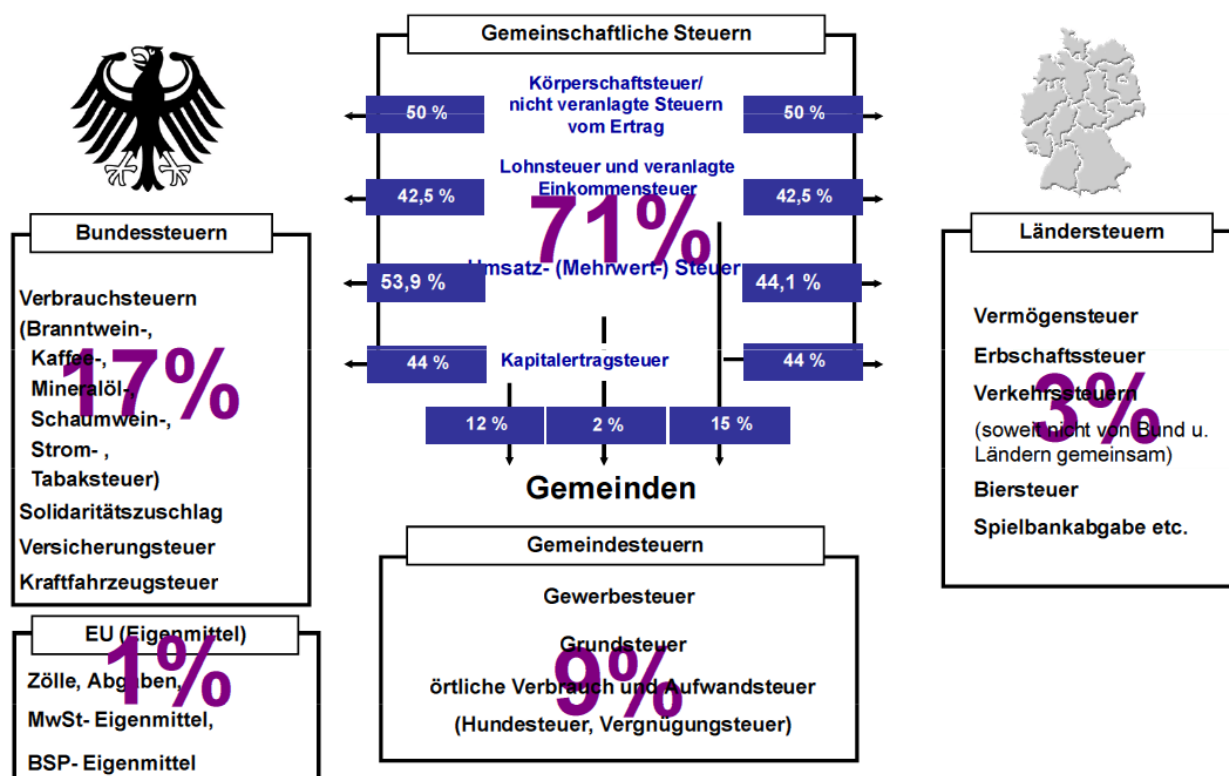 Gemeinschaftliche Steuern
Körperschaftsteuer/
nicht veranlagte Steuern
vom Ertrag
50 %
50 %
Lohnsteuer und veranlagte
Einkommensteuer
42,5 %
42,5 %
71%
Umsatz- (Mehrwert-) Steuer
53,9 %
44,1 %
Kapitalertragsteuer
44 %
44 %
12 %
2 %
15 %
Gemeinden
Bundessteuern
Verbrauchsteuern
(Branntwein-,
Kaffee-,
Mineralöl-,
Schaumwein-,
Strom- ,
Tabaksteuer)
17%
Solidaritätszuschlag
Versicherungsteuer
Kraftfahrzeugsteuer
EU (Eigenmittel)
1%
Zölle, Abgaben,
MwSt- Eigenmittel,
BSP- Eigenmittel
Gemeindesteuern
Gewerbesteuer
Grundsteuer
9%
örtliche Verbrauch und Aufwandsteuer
(Hundesteuer, Vergnügungsteuer)
Ländersteuern
Vermögensteuer
Erbschaftssteuer
Verkehrssteuern
3%
(soweit nicht von Bund u.
Ländern gemeinsam)
Biersteuer
Spielbankabgabe etc.